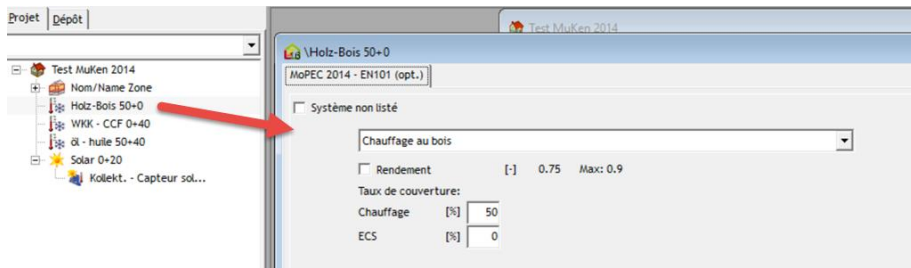 Projet Dépôt
Test MuKen 2014
Nom/Name Zone
Holz-Bois 50+0
WKK - CCF 0+40
öl - huile 50+40
Solar 0+20
Kollekt. - Capteur sol...
Test MuKen 2014
\Holz-Bois 50+0
MoPEC 2014 - EN101 (opt.)
Système non listé
Chauffage au bois
Rendement [-] 0.75 Max: 0.9
Taux de couverture:
Chauffage [%] 50
ECS [%] 0